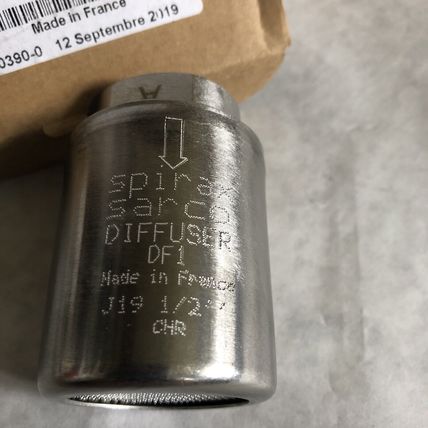 Made in France
0390-0 12 Septembre 2019
A
spirax
sarco
DIFFUSER
DF1
Made in France
J19 1/2"
CHR